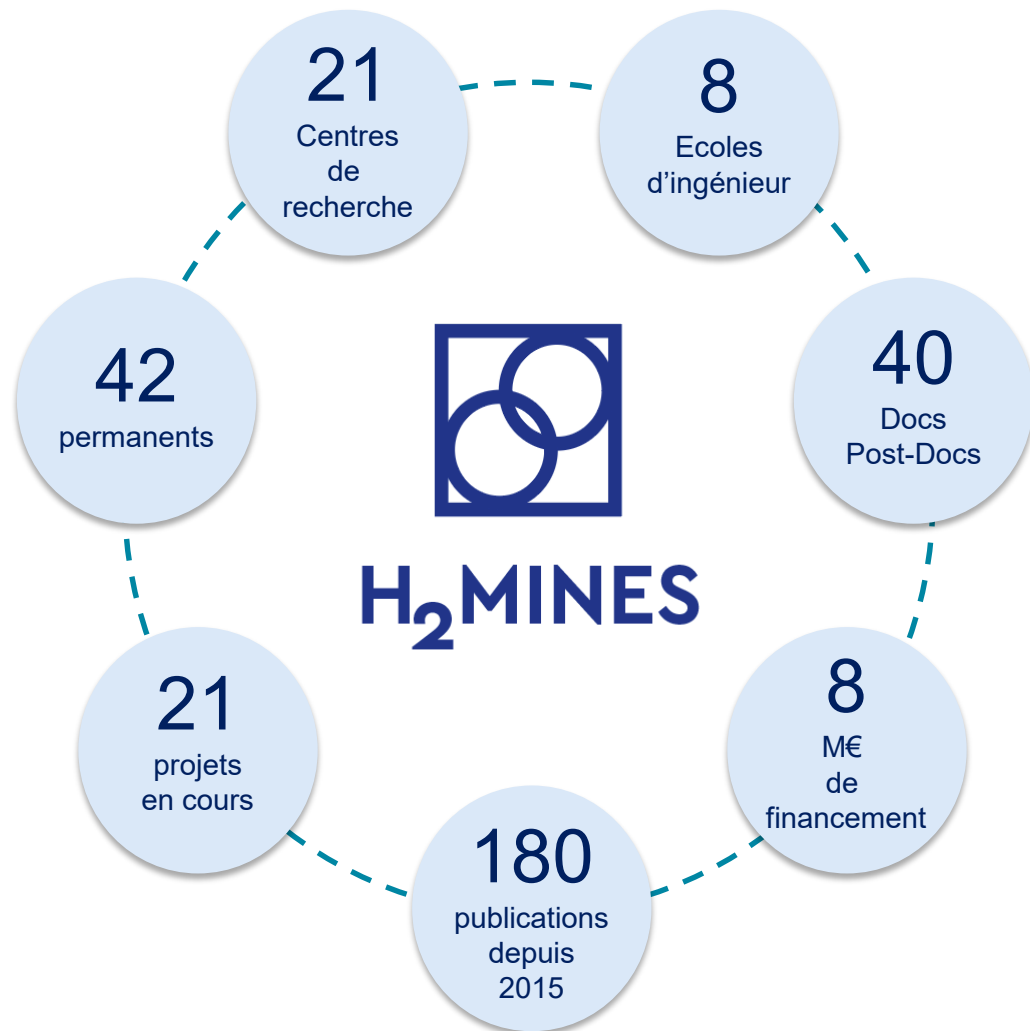 21
Centres
de
recherche
8
Ecoles
d'ingénieur
42
permanents
40
Docs
Post-Docs
H2MINES
21
projets
en cours
8
M€
de
financement
180
publications
depuis
2015